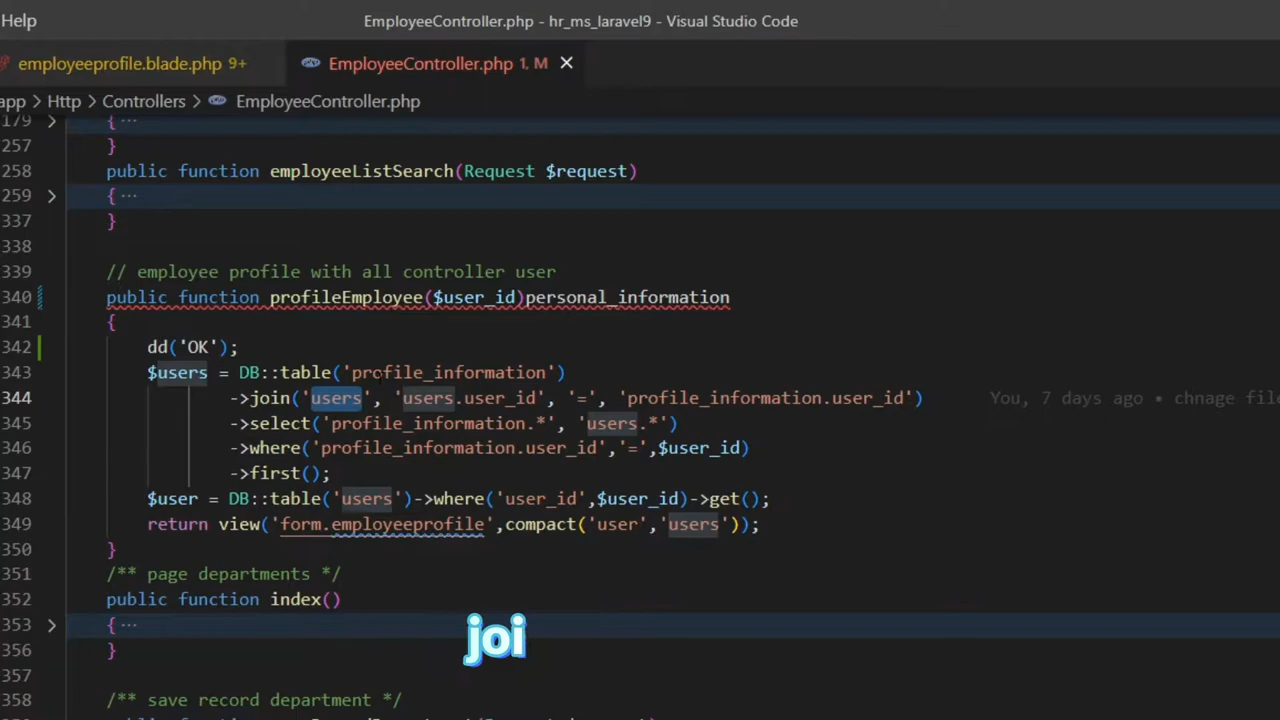 Help
EmployeeController.php - hr_ms_laravel9 - Visual Studio Code
employeeprofile.blade.php 9+
EmployeeController.php 1, M
app > Http > Controllers > EmployeeController.php
179 > { ···
257 }
258 public function employeeListSearch(Request $request)
259 > { ···
337 }
338
339 // employee profile with all controller user
340 public function profileEmployee($user_id)personal_information
341 {
342 dd('OK');
343 $users = DB::table('profile_information')
344 ->join('users', 'users.user_id', '=', 'profile_information.user_id') You, 7 days ago • chnage file
345 ->select('profile_information.*', 'users.*')
346 ->where('profile_information.user_id','=',$user_id)
347 ->first();
348 $user = DB::table('users')->where('user_id',$user_id)->get();
349 return view('form.employeeprofile',compact('user','users'));
350 }
351 /** page departments */
352 public function index()
353 > { ···
356 }
357
358 /** save record department */
joi